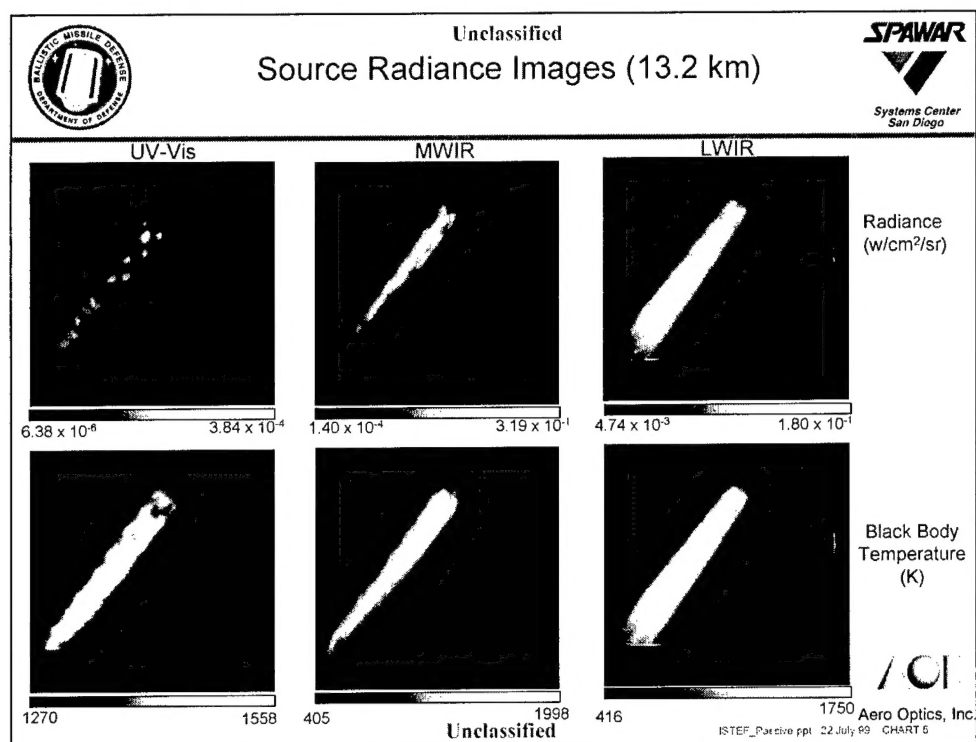 Unclassified
Source Radiance Images (13.2 km)
BALLISTIC MISSILE DEFENSE
DEPARTMENT OF DEFENSE
SPAWAR
Systems Center
San Diego
UV-Vis
MWIR
LWIR
Radiance
(w/cm²/sr)
6.38 x 10⁻⁶
3.84 x 10⁻⁴
1.40 x 10⁻⁴
3.19 x 10⁻¹
4.74 x 10⁻³
1.80 x 10⁻¹
Black Body
Temperature
(K)
1270
1558
405
1998
416
1750
Aero Optics, Inc.
Unclassified
ISTEF_Passive.ppt 22 July 99 CHART 5